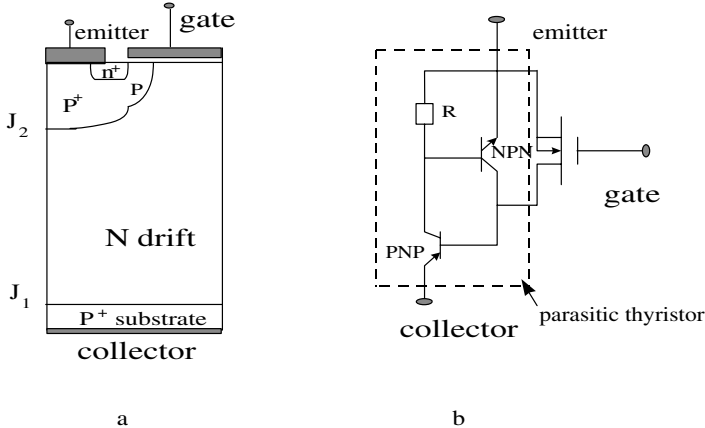 emitter
gate
n+
P
P+
J2
N drift
J1
P+ substrate
collector
a
emitter
R
NPN
gate
PNP
collector
parasitic thyristor
b